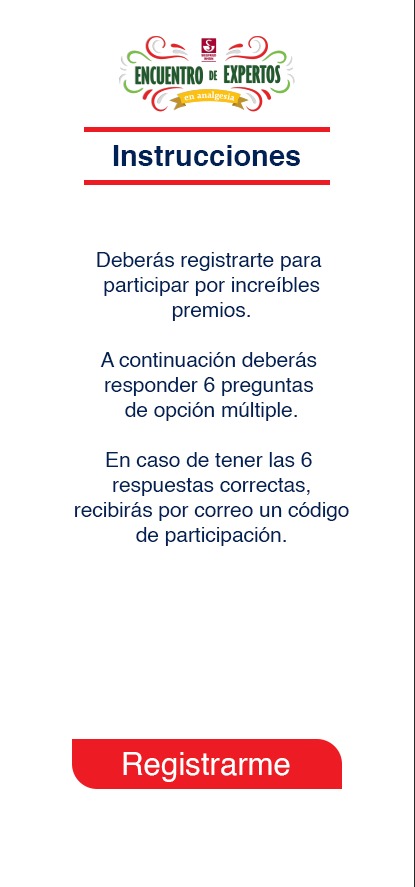 ENCUENTRO DE EXPERTOS
en analgesia
Instrucciones
Deberás registrarte para
participar por increíbles
premios.
A continuación deberás
responder 6 preguntas
de opción múltiple.
En caso de tener las 6
respuestas correctas,
recibirás por correo un código
de participación.
Registrarme